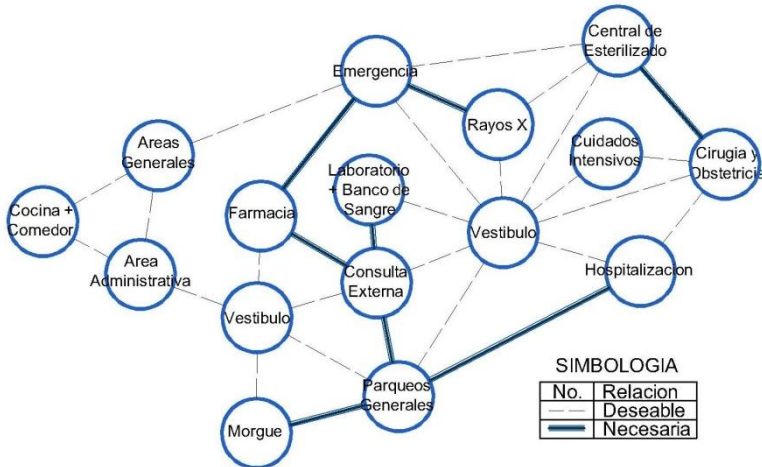 Central de
Esterilizado
Emergencia
Rayos X
Areas
Generales
Cuidados
Intensivos
Cirugia y
Obstetricia
Laboratorio
+ Banco de
Sangre
Cocina +
Comedor
Farmacia
Vestibulo
Area
Administrativa
Consulta
Externa
Hospitalizacion
Vestibulo
Parqueos
Generales
Morgue
SIMBOLOGIA
No. Relacion
Deseable
Necesaria